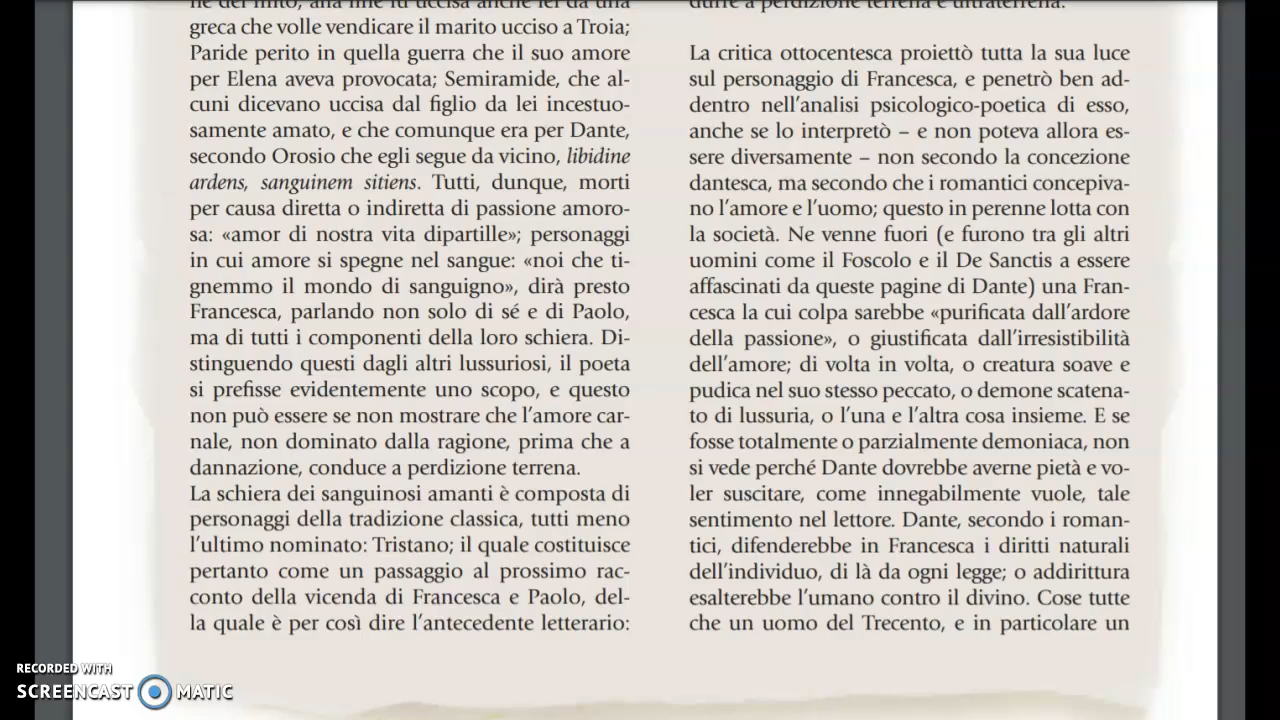 ne del mito, alla fine fu uccisa anche lei da una
greca che volle vendicare il marito ucciso a Troia;
Paride perito in quella guerra che il suo amore
per Elena aveva provocata; Semiramide, che al-
cuni dicevano uccisa dal figlio da lei incestuo-
samente amato, e che comunque era per Dante,
secondo Orosio che egli segue da vicino, libidine
ardens, sanguinem sitiens. Tutti, dunque, morti
per causa diretta o indiretta di passione amoro-
sa: «amor di nostra vita dipartille»; personaggi
in cui amore si spegne nel sangue: «noi che ti-
gnemmo il mondo di sanguigno», dirà presto
Francesca, parlando non solo di sé e di Paolo,
ma di tutti i componenti della loro schiera. Di-
stinguendo questi dagli altri lussuriosi, il poeta
si prefisse evidentemente uno scopo, e questo
non può essere se non mostrare che l'amore car-
nale, non dominato dalla ragione, prima che a
dannazione, conduce a perdizione terrena.
La schiera dei sanguinosi amanti è composta di
personaggi della tradizione classica, tutti meno
l'ultimo nominato: Tristano; il quale costituisce
pertanto come un passaggio al prossimo rac-
conto della vicenda di Francesca e Paolo, del-
la quale è per così dire l'antecedente letterario:
durre a perdizione terrena e ultraterrena.
La critica ottocentesca proiettò tutta la sua luce
sul personaggio di Francesca, e penetrò ben ad-
dentro nell'analisi psicologico-poetica di esso,
anche se lo interpretò – e non poteva allora es-
sere diversamente – non secondo la concezione
dantesca, ma secondo che i romantici concepiva-
no l'amore e l'uomo; questo in perenne lotta con
la società. Ne venne fuori (e furono tra gli altri
uomini come il Foscolo e il De Sanctis a essere
affascinati da queste pagine di Dante) una Fran-
cesca la cui colpa sarebbe «purificata dall'ardore
della passione», o giustificata dall'irresistibilità
dell'amore; di volta in volta, o creatura soave e
pudica nel suo stesso peccato, o demone scatena-
to di lussuria, o l'una e l'altra cosa insieme. E se
fosse totalmente o parzialmente demoniaca, non
si vede perché Dante dovrebbe averne pietà e vo-
ler suscitare, come innegabilmente vuole, tale
sentimento nel lettore. Dante, secondo i roman-
tici, difenderebbe in Francesca i diritti naturali
dell'individuo, di là da ogni legge; o addirittura
esalterebbe l'umano contro il divino. Cose tutte
che un uomo del Trecento, e in particolare un
RECORDED WITH
SCREENCAST MATIC